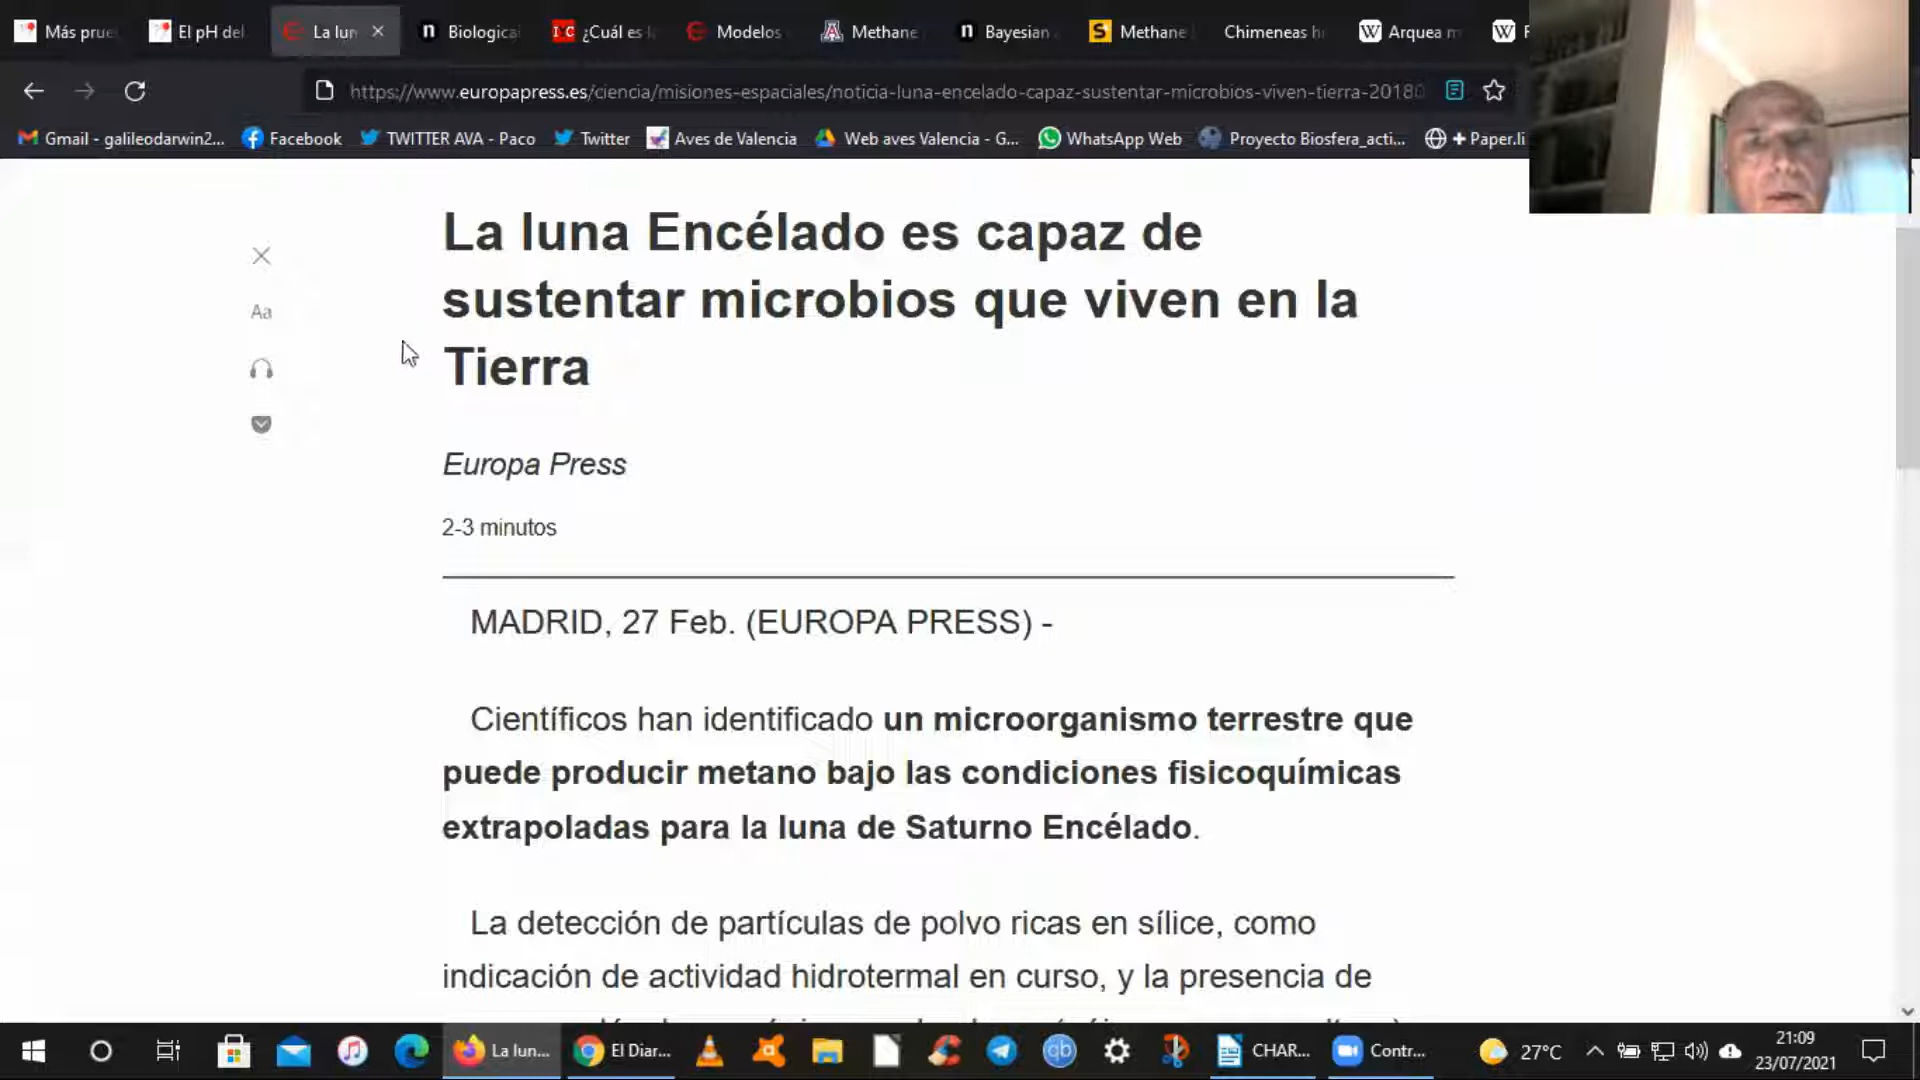 Más prue
El pH del
La lun
Biological
¿Cuál es l
Modelos
Methane
Bayesian
Methane
Chimeneas h
Arquea m
https://www.europapress.es/ciencia/misiones-espaciales/noticia-luna-encelado-capaz-sustentar-microbios-viven-tierra-20180
Gmail - galileodarwin2...
Facebook
TWITTER AVA - Paco
Twitter
Aves de Valencia
Web aves Valencia - G...
WhatsApp Web
Proyecto Biosfera_acti...
+ Paper.li
La luna Encélado es capaz de
sustentar microbios que viven en la
Tierra
Aa
Europa Press
2-3 minutos
MADRID, 27 Feb. (EUROPA PRESS) -
Científicos han identificado un microorganismo terrestre que
puede producir metano bajo las condiciones fisicoquímicas
extrapoladas para la luna de Saturno Encélado.
La detección de partículas de polvo ricas en sílice, como
indicación de actividad hidrotermal en curso, y la presencia de
La lun...
El Diar...
CHAR...
Contr...
27°C
21:09
23/07/2021